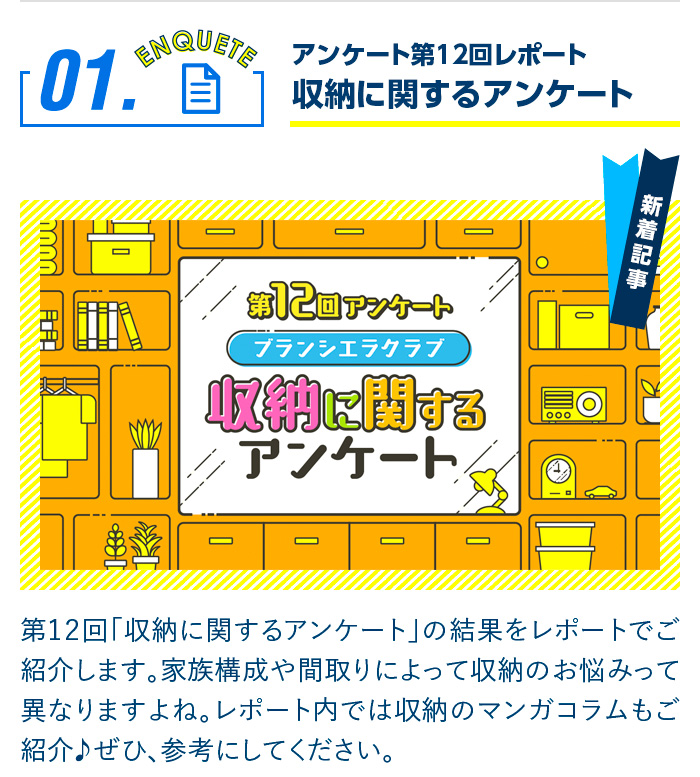 01.
ENQUETE
アンケート第12回レポート
収納に関するアンケート
新着記事
第12回アンケート
ブランシエラクラブ
収納に関する
アンケート
第12回「収納に関するアンケート」の結果をレポートでご
紹介します。家族構成や間取りによって収納のお悩みって
異なりますよね。レポート内では収納のマンガコラムもご
紹介♪ぜひ、参考にしてください。